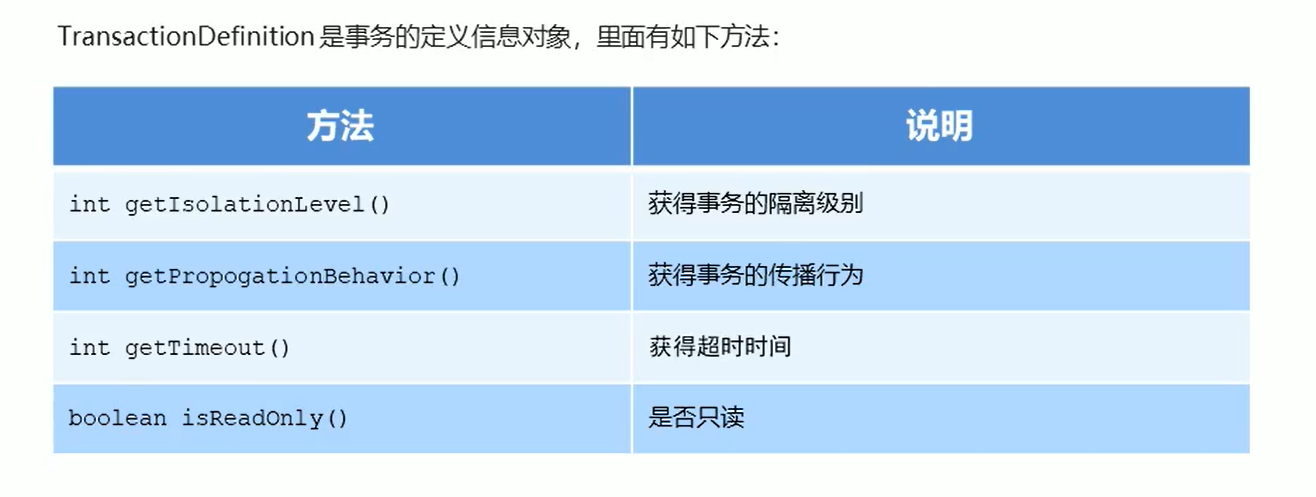 TransactionDefinition 是事务的定义信息对象，里面有如下方法：
方法 说明
int getIsolationLevel() 获得事务的隔离级别
int getPropogationBehavior() 获得事务的传播行为
int getTimeout() 获得超时时间
boolean isReadOnly() 是否只读